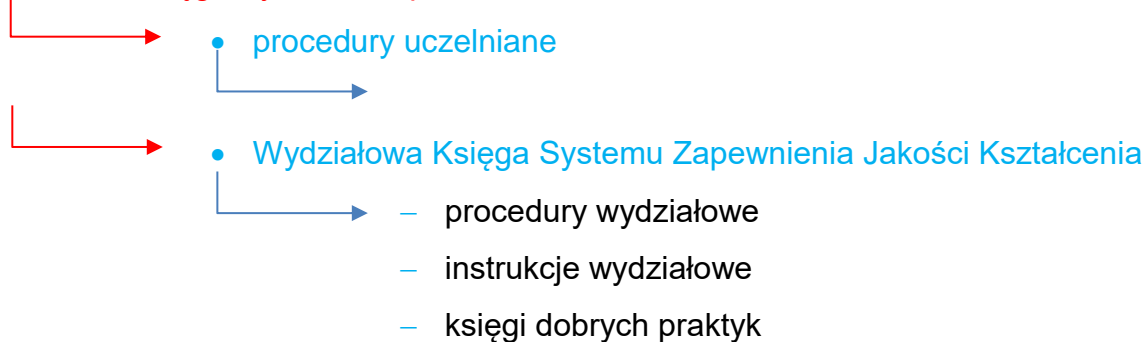 • procedury uczelniane
• Wydziałowa Księga Systemu Zapewnienia Jakości Kształcenia
– procedury wydziałowe
– instrukcje wydziałowe
– księgi dobrych praktyk